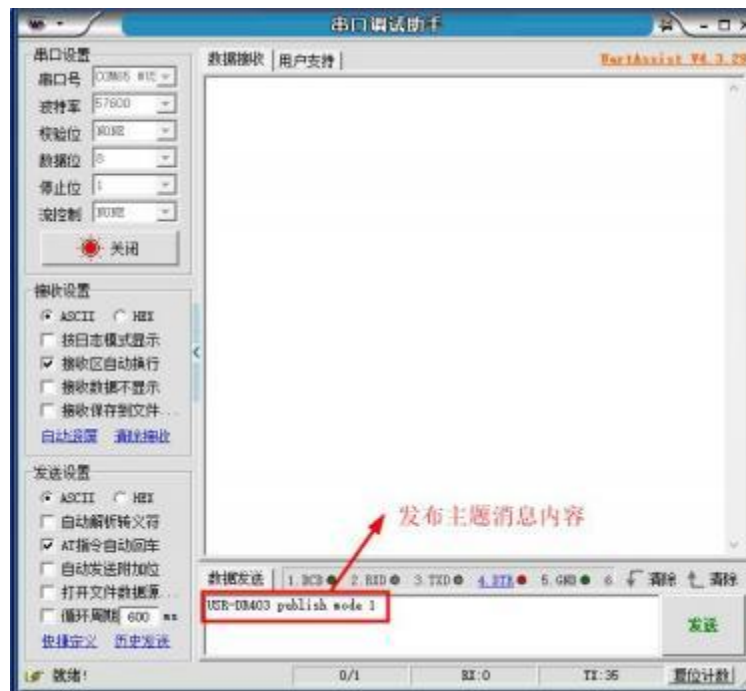 串口调试助手
串口设置
串口号
波特率 57600
校验位 NONE
数据位 8
停止位 1
流控制 NONE
关闭
接收设置
ASCII HEX
按日志模式显示
接收区自动换行
接收数据不显示
接收保存到文件...
自动滚屏 清除接收
发送设置
ASCII HEX
自动解析转义符
AT指令自动回车
自动发送附加位
打开文件数据源...
循环周期 600 ms
快捷定义 历史发送
数据接收 用户支持 UartAssist V4.3.29
发布主题消息内容
数据发送 1.DCD 2.RXD 3.TXD 4.DTR 5.GND 6 清除 清除
USR-DR403 publish mode 1
发送
就绪! 0/1 RX:0 TX:35 复位计数